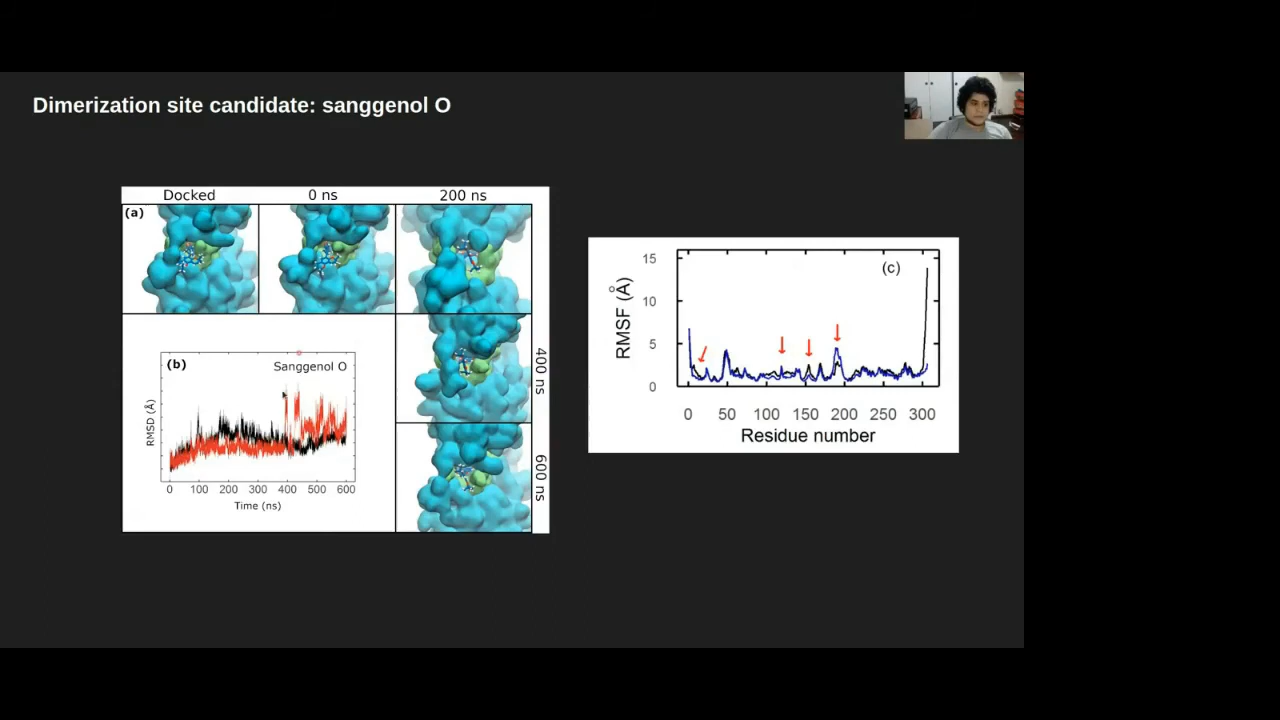 Dimerization site candidate: sanggenol O
Docked
0 ns
200 ns
(a)
400 ns
600 ns
(b)
Sanggenol O
RMSD (Å)
0 100 200 300 400 500 600
Time (ns)
(c)
RMSF (Å)
15
10
5
0
0 50 100 150 200 250 300
Residue number